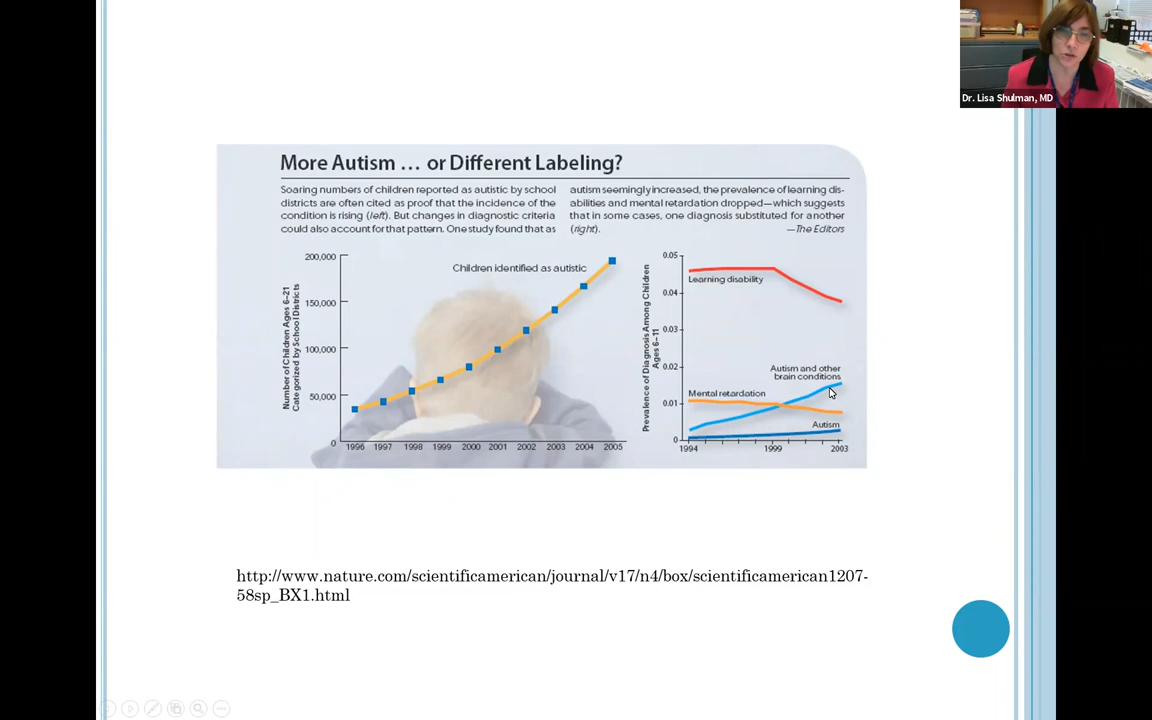 Dr. Lisa Shulman, MD
More Autism … or Different Labeling?
Soaring numbers of children reported as autistic by school
districts are often cited as proof that the incidence of the
condition is rising (left). But changes in diagnostic criteria
could also account for that pattern. One study found that as
autism seemingly increased, the prevalence of learning dis-
abilities and mental retardation dropped—which suggests
that in some cases, one diagnosis substituted for another
(right). —The Editors
Number of Children Ages 6–21
Categorized by School Districts
200,000
150,000
100,000
50,000
0
Children identified as autistic
1996 1997 1998 1999 2000 2001 2002 2003 2004 2005
Prevalence of Diagnosis Among Children
Ages 6–11
0.05
0.04
0.03
0.02
0.01
0
Learning disability
Autism and other
brain conditions
Mental retardation
Autism
1994 1999 2003
http://www.nature.com/scientificamerican/journal/v17/n4/box/scientificamerican1207-
58sp_BX1.html